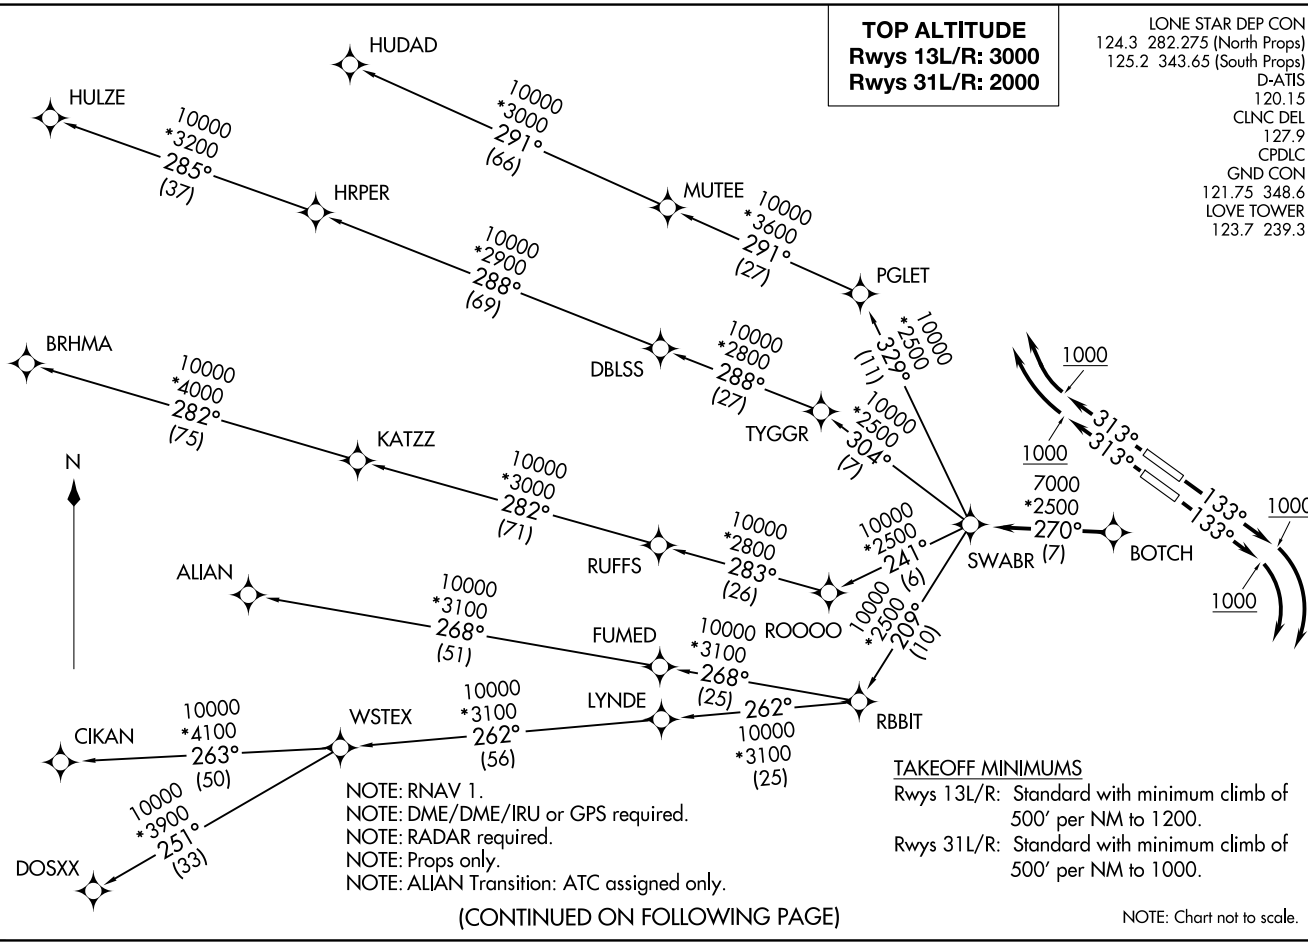 TOP ALTITUDE
Rwys 13L/R: 3000
Rwys 31L/R: 2000
LONE STAR DEP CON
124.3 282.275 (North Props)
125.2 343.65 (South Props)
D-ATIS
120.15
CLNC DEL
127.9
CPDLC
GND CON
121.75 348.6
LOVE TOWER
123.7 239.3
HUDAD
10000
*3000
291°
(66)
HULZE
10000
*3200
285°
(37)
HRPER
MUTEE
10000
*3600
291°
(27)
PGLET
10000
*2900
288°
(69)
10000
*2500
329°
(11)
BRHMA
10000
*4000
282°
(75)
DBLSS
10000
*2800
288°
(27)
TYGGR
10000
*2500
304°
(7)
1000
313°
313°
1000
133°
133°
1000
1000
N
KATZZ
10000
*3000
282°
(71)
RUFFS
10000
*2800
283°
(26)
ROOOO
10000
*2500
241°
(6)
SWABR
7000
*2500
270°
(7)
BOTCH
ALIAN
10000
*3100
268°
(51)
FUMED
10000
*3100
268°
(25)
10000
*2500
209°
(10)
RBBIT
CIKAN
10000
*4100
263°
(50)
WSTEX
10000
*3100
262°
(56)
LYNDE
262°
10000
*3100
(25)
DOSXX
10000
*3900
251°
(33)
NOTE: RNAV 1.
NOTE: DME/DME/IRU or GPS required.
NOTE: RADAR required.
NOTE: Props only.
NOTE: ALIAN Transition: ATC assigned only.
TAKEOFF MINIMUMS
Rwys 13L/R: Standard with minimum climb of
500' per NM to 1200.
Rwys 31L/R: Standard with minimum climb of
500' per NM to 1000.
(CONTINUED ON FOLLOWING PAGE)
NOTE: Chart not to scale.